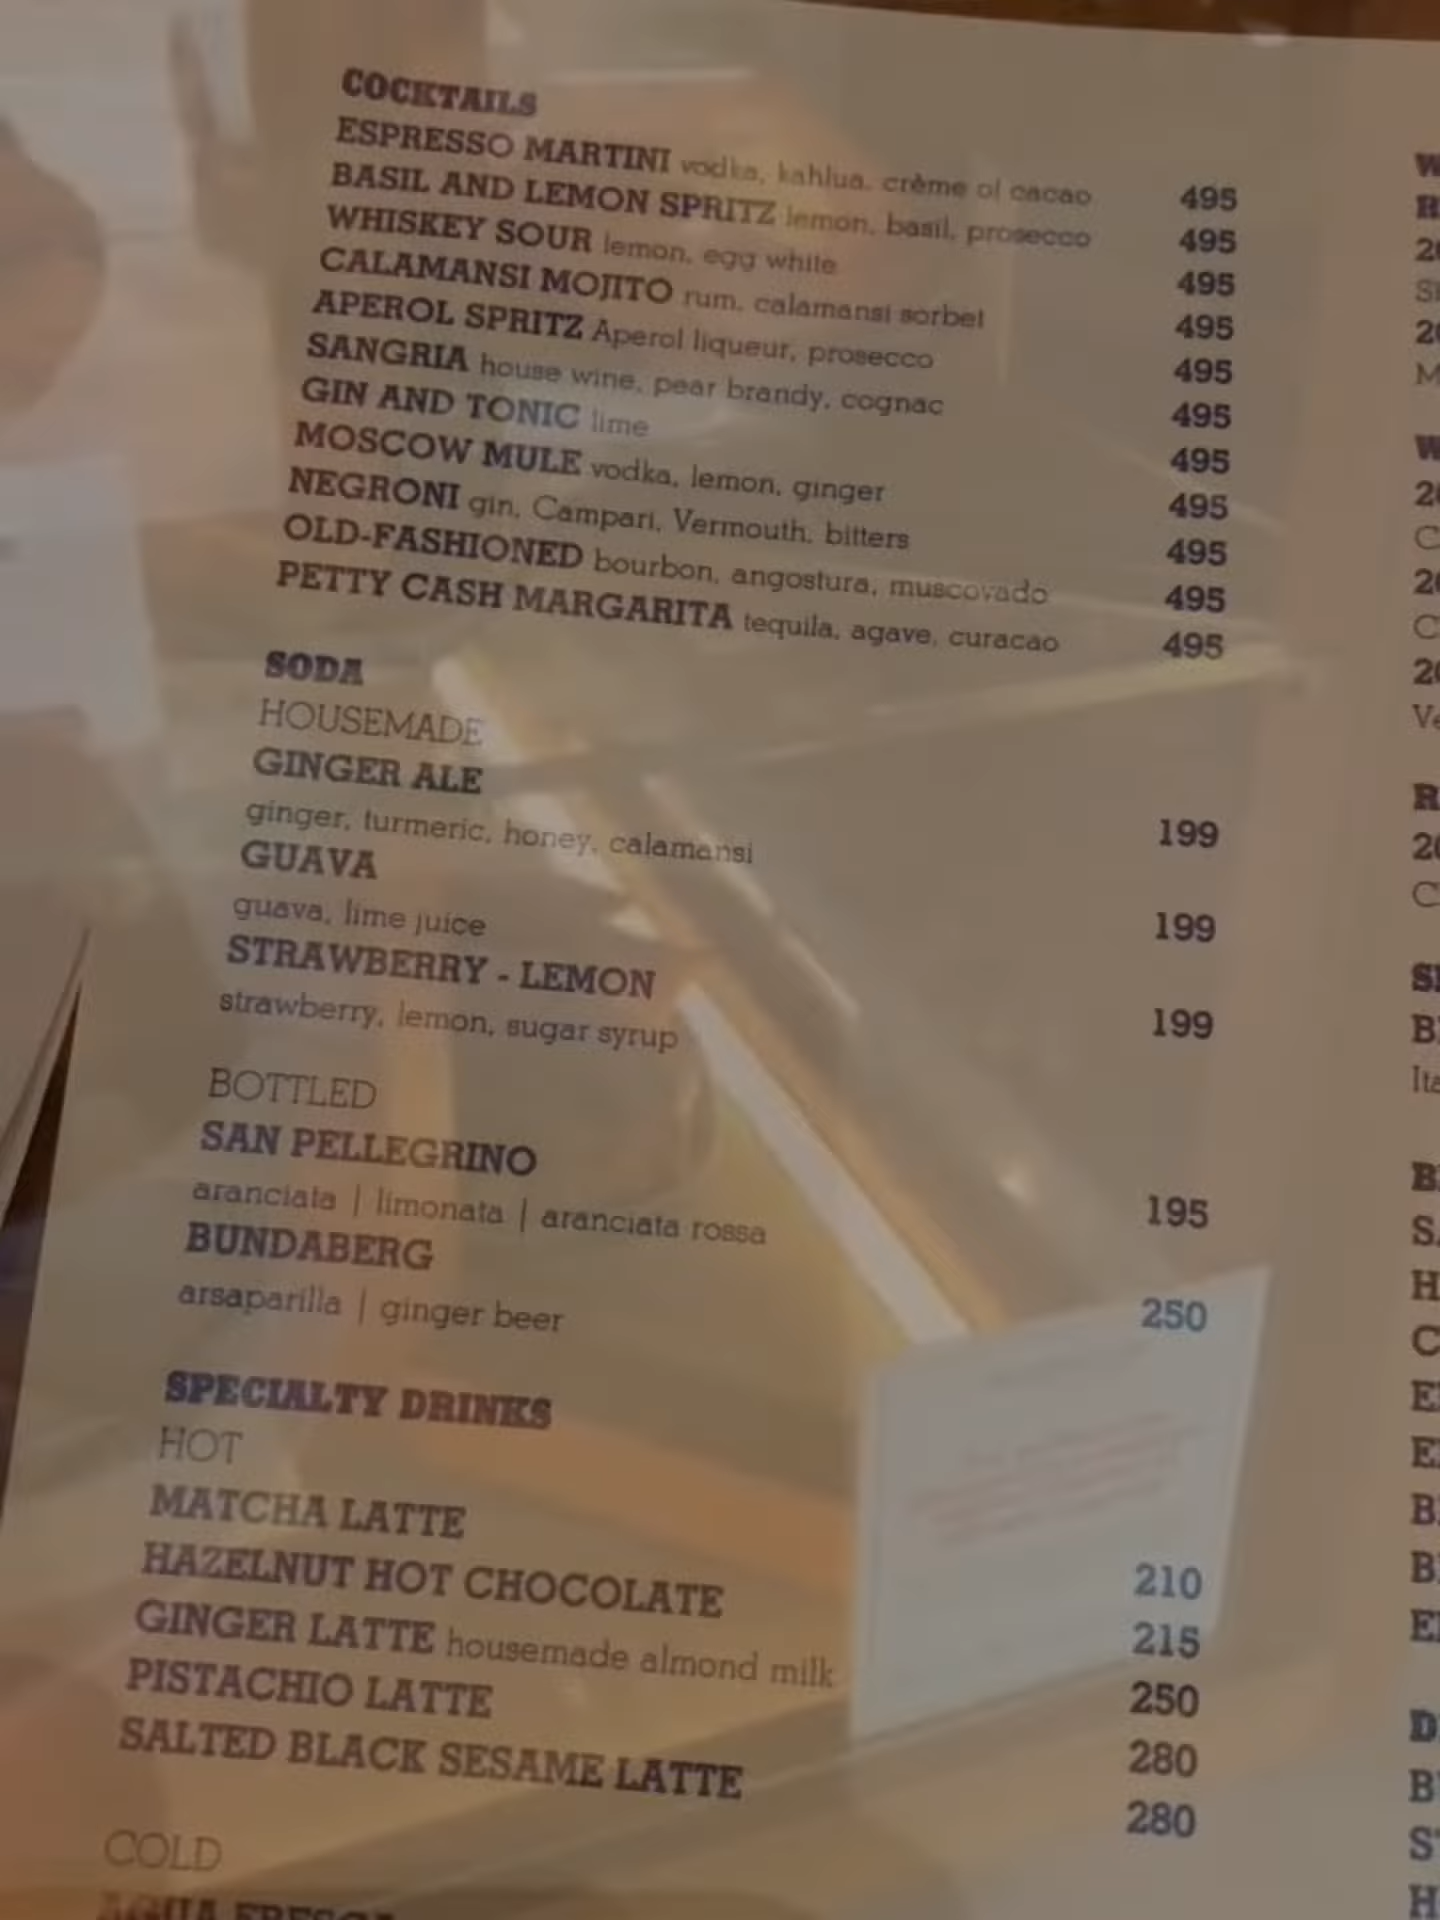 COCKTAILS
ESPRESSO MARTINI vodka, kahlua, crème ol cacao 495
BASIL AND LEMON SPRITZ lemon, basil, prosecco 495
WHISKEY SOUR lemon, egg white 495
CALAMANSI MOJITO rum, calamansi sorbet 495
APEROL SPRITZ Aperol liqueur, prosecco 495
SANGRIA house wine, pear brandy, cognac 495
GIN AND TONIC lime 495
MOSCOW MULE vodka, lemon, ginger 495
NEGRONI gin, Campari, Vermouth, bitters 495
OLD-FASHIONED bourbon, angostura, muscovado 495
PETTY CASH MARGARITA tequila, agave, curacao 495
SODA
HOUSEMADE
GINGER ALE
ginger, turmeric, honey, calamansi 199
GUAVA
guava, lime juice 199
STRAWBERRY - LEMON
strawberry, lemon, sugar syrup 199
BOTTLED
SAN PELLEGRINO
aranciata | limonata | aranciata rossa 195
BUNDABERG
arsaparilla | ginger beer 250
SPECIALTY DRINKS
HOT
MATCHA LATTE 210
HAZELNUT HOT CHOCOLATE 215
GINGER LATTE housemade almond milk 250
PISTACHIO LATTE 280
SALTED BLACK SESAME LATTE 280
COLD
AGUA FRESCA